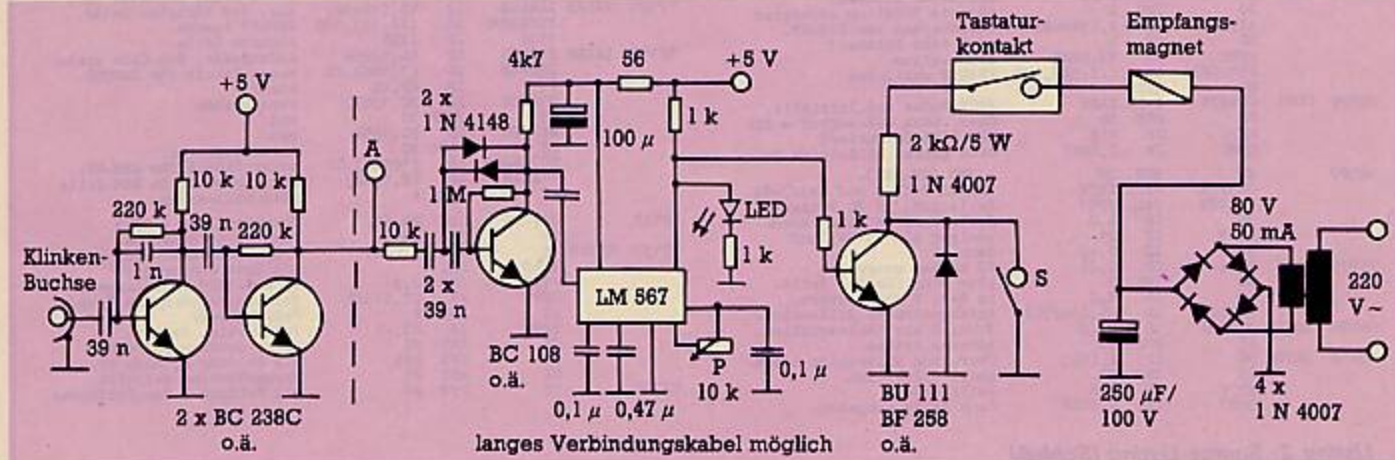 Tastatur-
kontakt
Empfangs-
magnet
+5 V
10 k 10 k
220 k
39 n
220 k
1 n
Klinken-
Buchse
39 n
2 x BC 238C
o.ä.
A
10 k
2 x
39 n
2 x
1 N 4148
1 M
4k7
100 µ
56
+5 V
1 k
BC 108
o.ä.
LM 567
LED
1 k
0,1 µ 0,47 µ
P
10 k
0,1 µ
langes Verbindungskabel möglich
1 k
2 kΩ/5 W
1 N 4007
S
BU 111
BF 258
o.ä.
250 µF/
100 V
80 V
50 mA
4 x
1 N 4007
220
V~